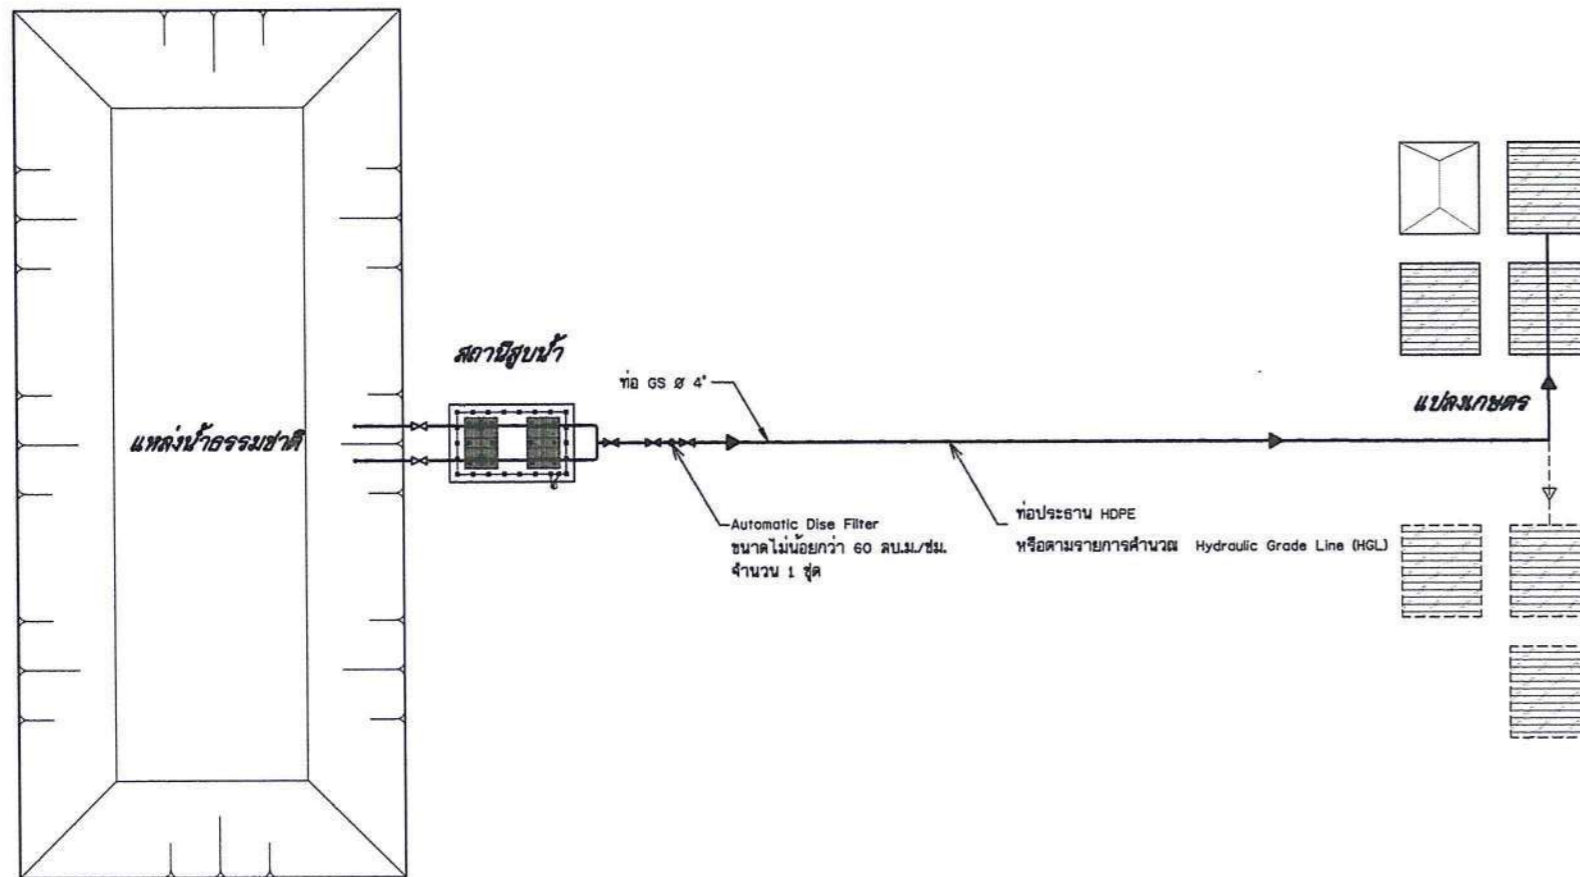 สถานีสูบน้ำ
ท่อ GS Ø 4"
แปลงเกษตร
แหล่งน้ำธรรมชาติ
Automatic Dise Filter
ขนาดไม่น้อยกว่า 60 ลบ.ม./ชม.
จำนวน 1 ชุด
ท่อประธาน HDPE
หรือตามรายการคำนวณ Hydraulic Grade Line (HGL)